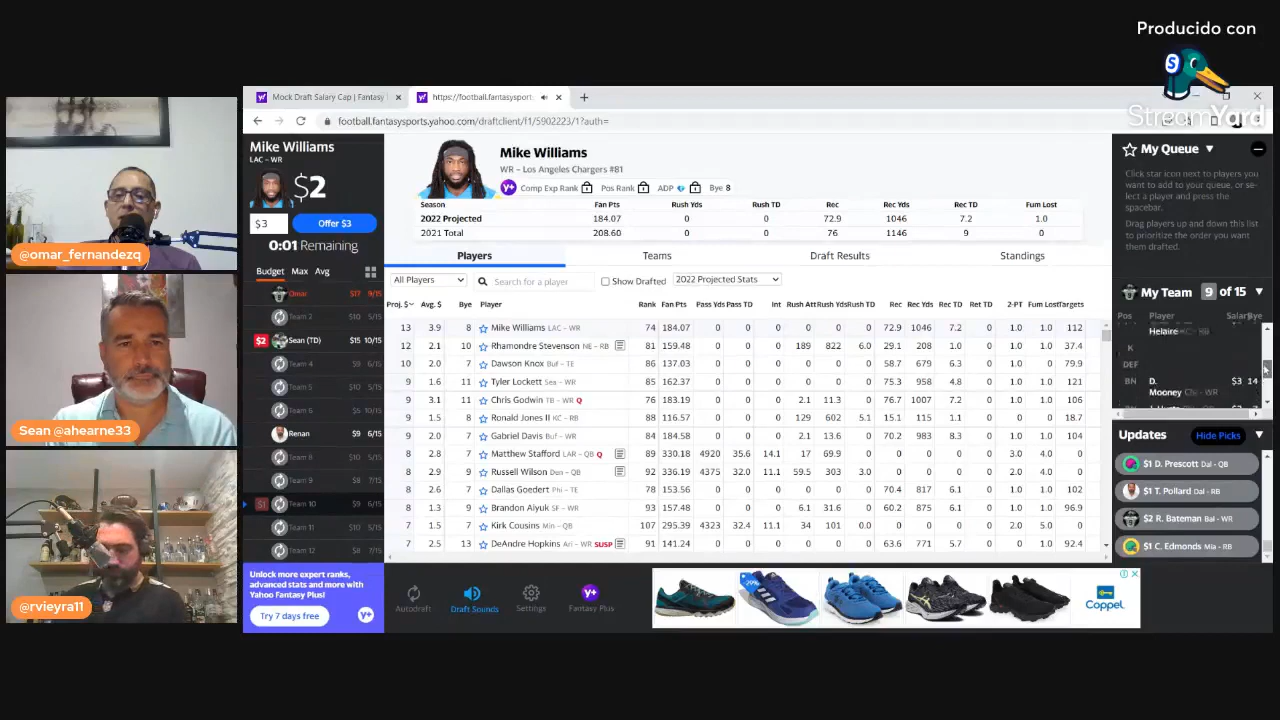 Producido con
StreamYard
@omar_fernandezq
Sean @ahearne33
@rvieyra11
Mock Draft Salary Cap | Fantasy
https://football.fantasysport
football.fantasysports.yahoo.com/draftclient/f1/5902223/1?auth=
Mike Williams
LAC - WR
$2
$3
Offer $3
0:01 Remaining
Budget Max Avg
Omar $17 9/15
Team 2 $10 5/15
$2 Sean (TD) $15 10/15
Team 4 $9
Team 5 $10 5/15
Team 6 $5 10/15
Renan $9 6/15
Team 8 $10 6/15
Team 9 $8 7/15
$1 Team 10 $9 6/15
Team 11 $10 5/15
Team 12 $8 7/15
Unlock more expert ranks,
advanced stats and more with
Yahoo Fantasy Plus!
Try 7 days free
Mike Williams
WR - Los Angeles Chargers #81
Comp Exp Rank Pos Rank ADP Bye 8
Season Fan Pts Rush Yds Rush TD Rec Rec Yds Rec TD Fum Lost
2022 Projected 184.07 0 0 72.9 1046 7.2 1.0
2021 Total 208.60 0 0 76 1146 9 0
Players Teams Draft Results Standings
All Players Search for a player Show Drafted 2022 Projected Stats
Proj. $ Avg. $ Bye Player Rank Fan Pts Pass Yds Pass TD Int Rush Att Rush Yds Rush TD Rec Rec Yds Rec TD Ret TD 2-PT Fum Lost Targets
13 3.9 8 Mike Williams LAC - WR 74 184.07 0 0 0 0 0 0 72.9 1046 7.2 0 1.0 1.0 112
12 2.1 10 Rhamondre Stevenson NE - RB 81 159.48 0 0 0 189 822 6.0 29.1 208 1.0 0 1.0 1.0 37.4
10 2.0 7 Dawson Knox Buf - TE 86 137.03 0 0 0 0 0 0 58.7 679 6.3 0 1.0 0 79.9
9 1.6 11 Tyler Lockett Sea - WR 85 162.37 0 0 0 0 0 0 75.3 958 4.8 0 1.0 1.0 121
9 3.1 11 Chris Godwin TB - WR Q 76 183.19 0 0 0 2.1 11.3 0 76.7 1007 7.2 0 1.0 1.0 106
9 1.5 8 Ronald Jones II KC - RB 88 116.57 0 0 0 129 602 5.1 15.1 115 1.1 0 1.0 1.0 18.7
9 2.0 7 Gabriel Davis Buf - WR 84 184.58 0 0 0 2.1 13.6 0 70.2 983 8.3 0 1.0 1.0 104
8 2.8 7 Matthew Stafford LAR - QB Q 89 330.18 4920 35.6 14.1 17 69.9 0 0 0 0 0 3.0 4.0 0
8 2.9 9 Russell Wilson Den - QB 92 336.19 4375 32.0 11.1 59.5 303 3.0 0 0 0 0 2.0 4.0 0
8 2.6 7 Dallas Goedert Phi - TE 78 153.56 0 0 0 0 0 0 70.4 817 6.1 0 1.0 1.0 102
8 1.3 9 Brandon Aiyuk SF - WR 93 157.48 0 0 0 6.1 31.6 0 60.2 875 6.1 0 1.0 1.0 96.9
7 1.5 7 Kirk Cousins Min - QB 107 295.39 4323 32.4 11.1 34 101 0.0 0 0 0 0 2.0 5.0 0
7 2.5 13 DeAndre Hopkins Ari - WR SUSP 91 141.24 0 0 0 0 0 0 63.6 771 5.7 0 1.0 1.0 92.4
My Queue
Click star icon next to players you
want to add to your queue, or se-
lect a player and press the
spacebar.
Drag players up and down this list
to prioritize the order you want
them drafted.
My Team 9 of 15
Pos Player Salary Bye
Helaire
K
DEF
BN D. $3 14
Mooney Chi - WR
Updates Hide Picks
$1 D. Prescott Dal - QB
$1 T. Pollard Dal - RB
$2 R. Bateman Bal - WR
$1 C. Edmonds Mia - RB
Autodraft Draft Sounds Settings Fantasy Plus
Coppel